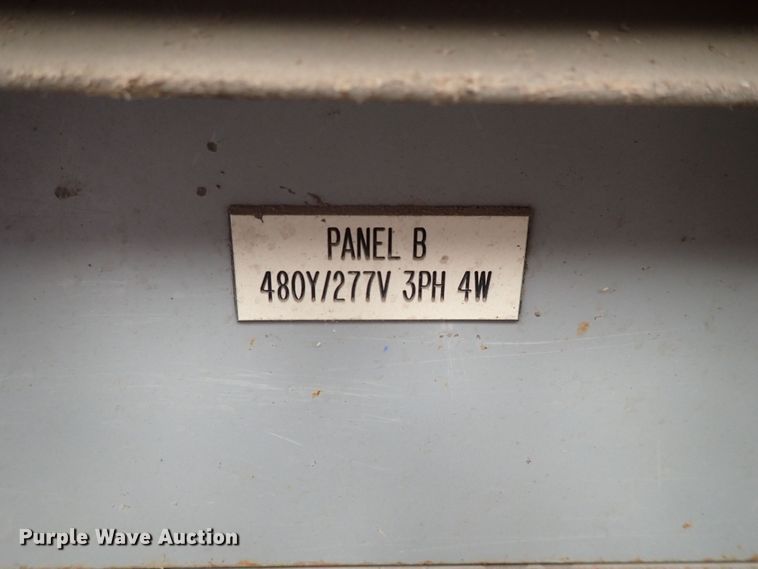 PANEL B
480Y/277V 3PH 4W
Purple Wave Auction